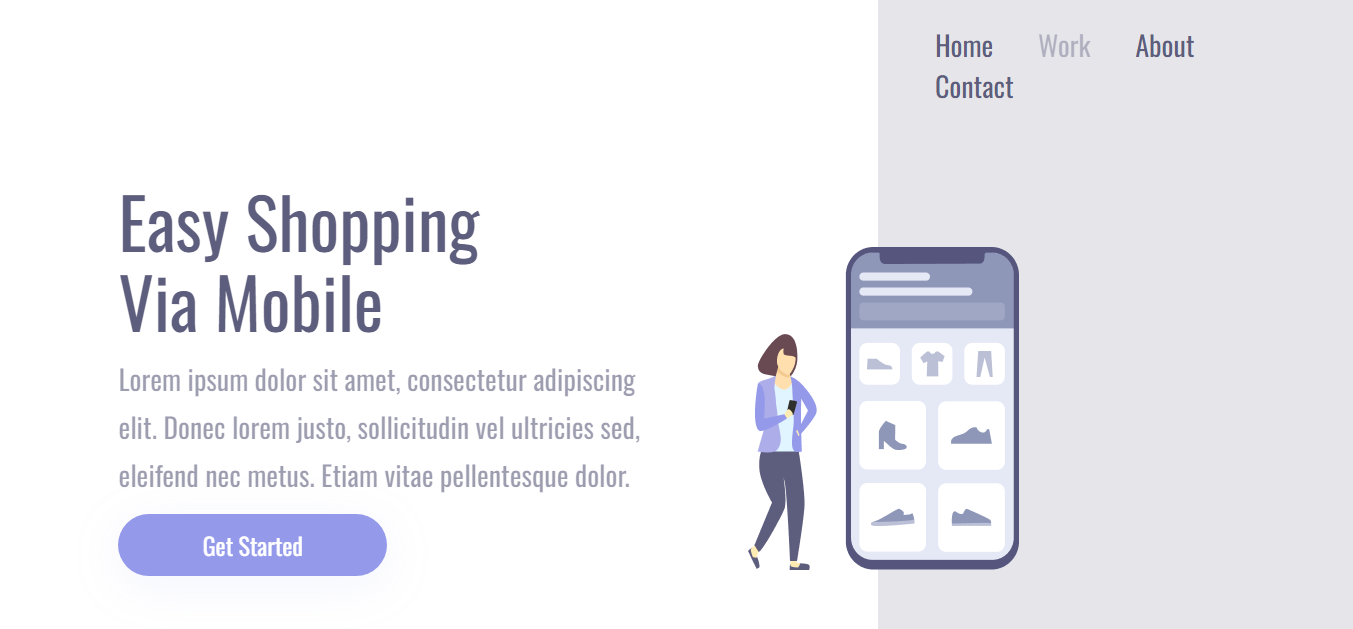 Home Work About
Contact
Easy Shopping
Via Mobile
Lorem ipsum dolor sit amet, consectetur adipiscing
elit. Donec lorem justo, sollicitudin vel ultricies sed,
eleifend nec metus. Etiam vitae pellentesque dolor.
Get Started